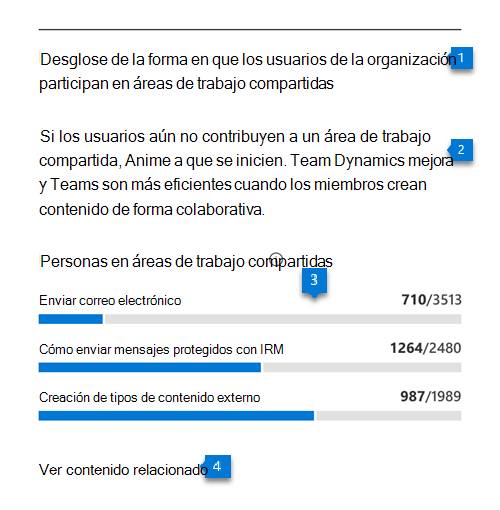 Desglose de la forma en que los usuarios de la organización 1
participan en áreas de trabajo compartidas
Si los usuarios aún no contribuyen a un área de trabajo
compartida, Anime a que se inicien. Team Dynamics mejora 2
y Teams son más eficientes cuando los miembros crean
contenido de forma colaborativa.
Personas en áreas de trabajo compartidas
3
Enviar correo electrónico 710/3513
Cómo enviar mensajes protegidos con IRM 1264/2480
Creación de tipos de contenido externo 987/1989
Ver contenido relacionado 4